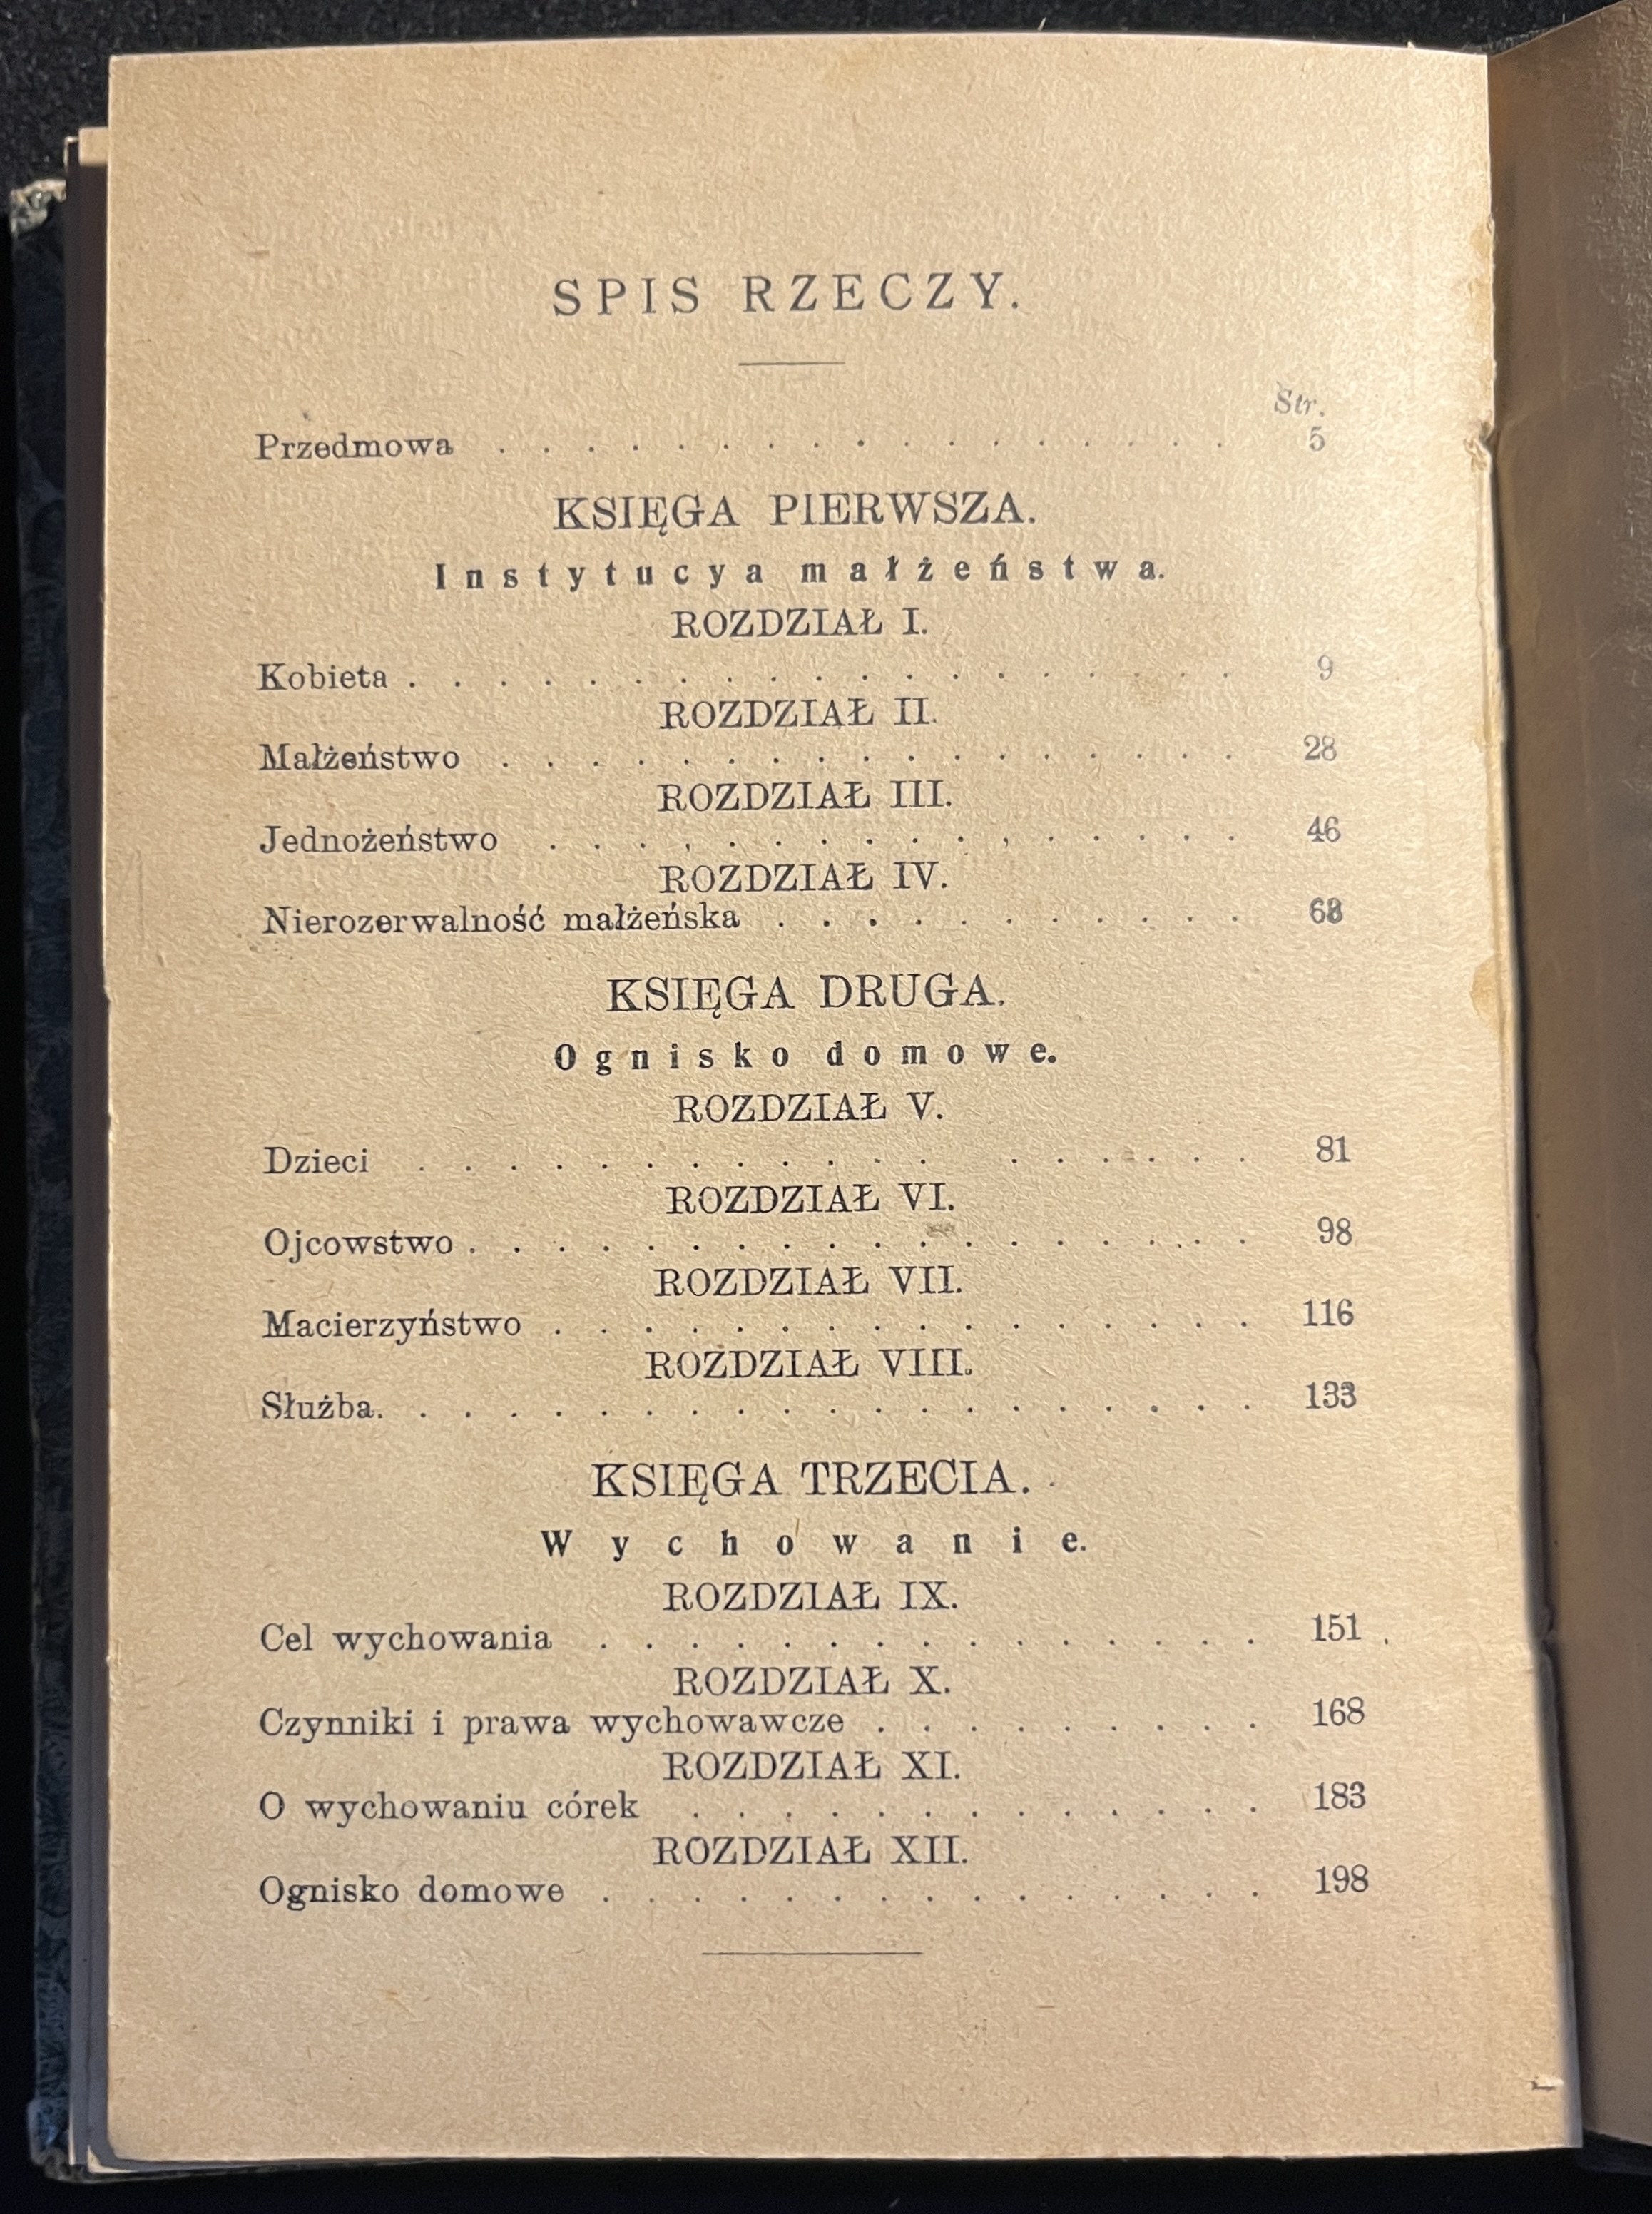 SPIS RZECZY.
Str.
Przedmowa . . . . . . . . . . . . . . . . . 5
KSIĘGA PIERWSZA.
Instytucya małżeństwa.
ROZDZIAŁ I.
Kobieta . . . . . . . . . . . . . . . . . . . 9
ROZDZIAŁ II.
Małżeństwo . . . . . . . . . . . . . . . . . 28
ROZDZIAŁ III.
Jednożeństwo . . . . . . . . . . . . . . . . 46
ROZDZIAŁ IV.
Nierozerwalność małżeńska . . . . . . . . . . .
KSIĘGA DRUGA.
Ognisko domowe.
ROZDZIAŁ V.
Dzieci . . . . . . . . . . . . . . . . . . 81
ROZDZIAŁ VI.
Ojcowstwo . . . . . . . . . . . . . . . . . . 98
ROZDZIAŁ VII.
Macierzyństwo . . . . . . . . . . . . . . . . 116
ROZDZIAŁ VIII.
Służba. . . . . . . . . . . . . . . . . . . . 133
KSIĘGA TRZECIA.
Wychowanie.
ROZDZIAŁ IX.
Cel wychowania . . . . . . . . . . . . . . . 151
ROZDZIAŁ X.
Czynniki i prawa wychowawcze . . . . . . . . . 168
ROZDZIAŁ XI.
O wychowaniu córek . . . . . . . . . . . . . 183
ROZDZIAŁ XII.
Ognisko domowe . . . . . . . . . . . . . . . 198